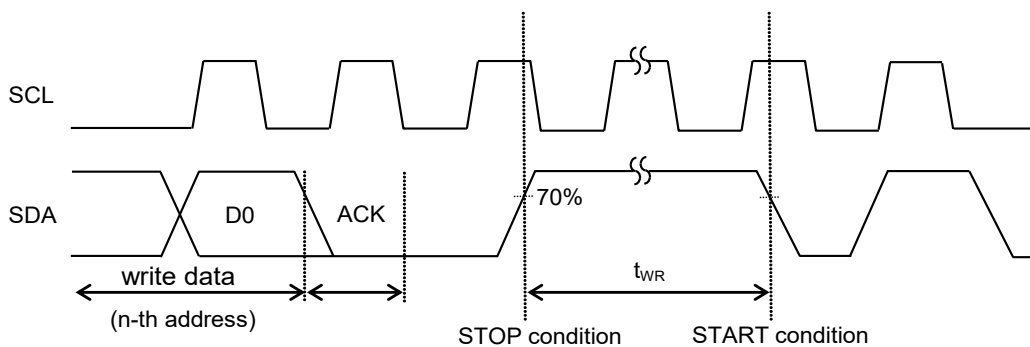 SCL
SDA
D0
ACK
70%
write data
(n-th address)
tWR
STOP condition
START condition